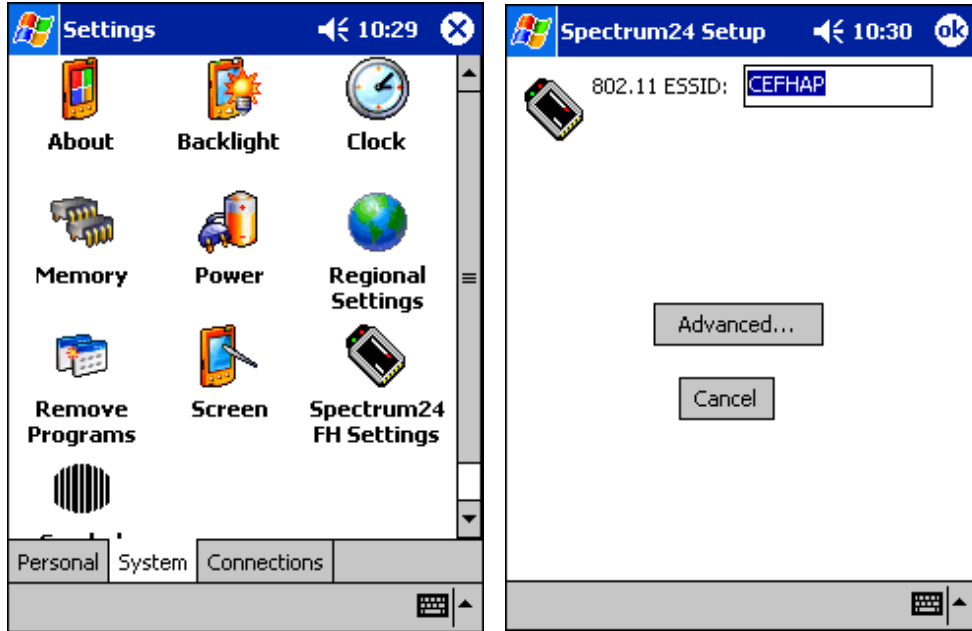 Settings 10:29
About Backlight Clock
Memory Power Regional Settings
Remove Programs Screen Spectrum24 FH Settings
Personal System Connections
Spectrum24 Setup 10:30 ok
802.11 ESSID: CEFHAP
Advanced...
Cancel